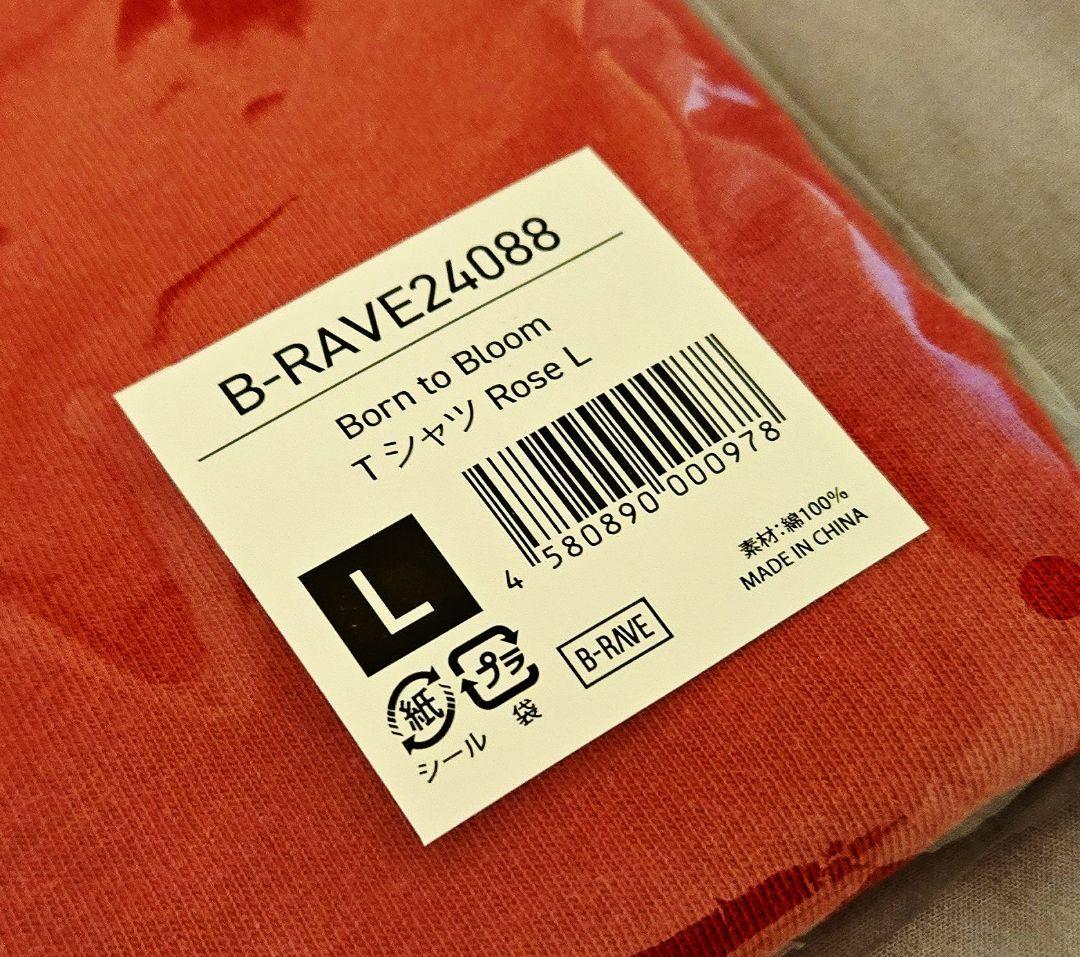 B-RAVE24088
Born to Bloom
Tシャツ Rose L
4 580890 000978
素材:綿100%
MADE IN CHINA
L
B-RAVE
紙
プラ
シール
袋